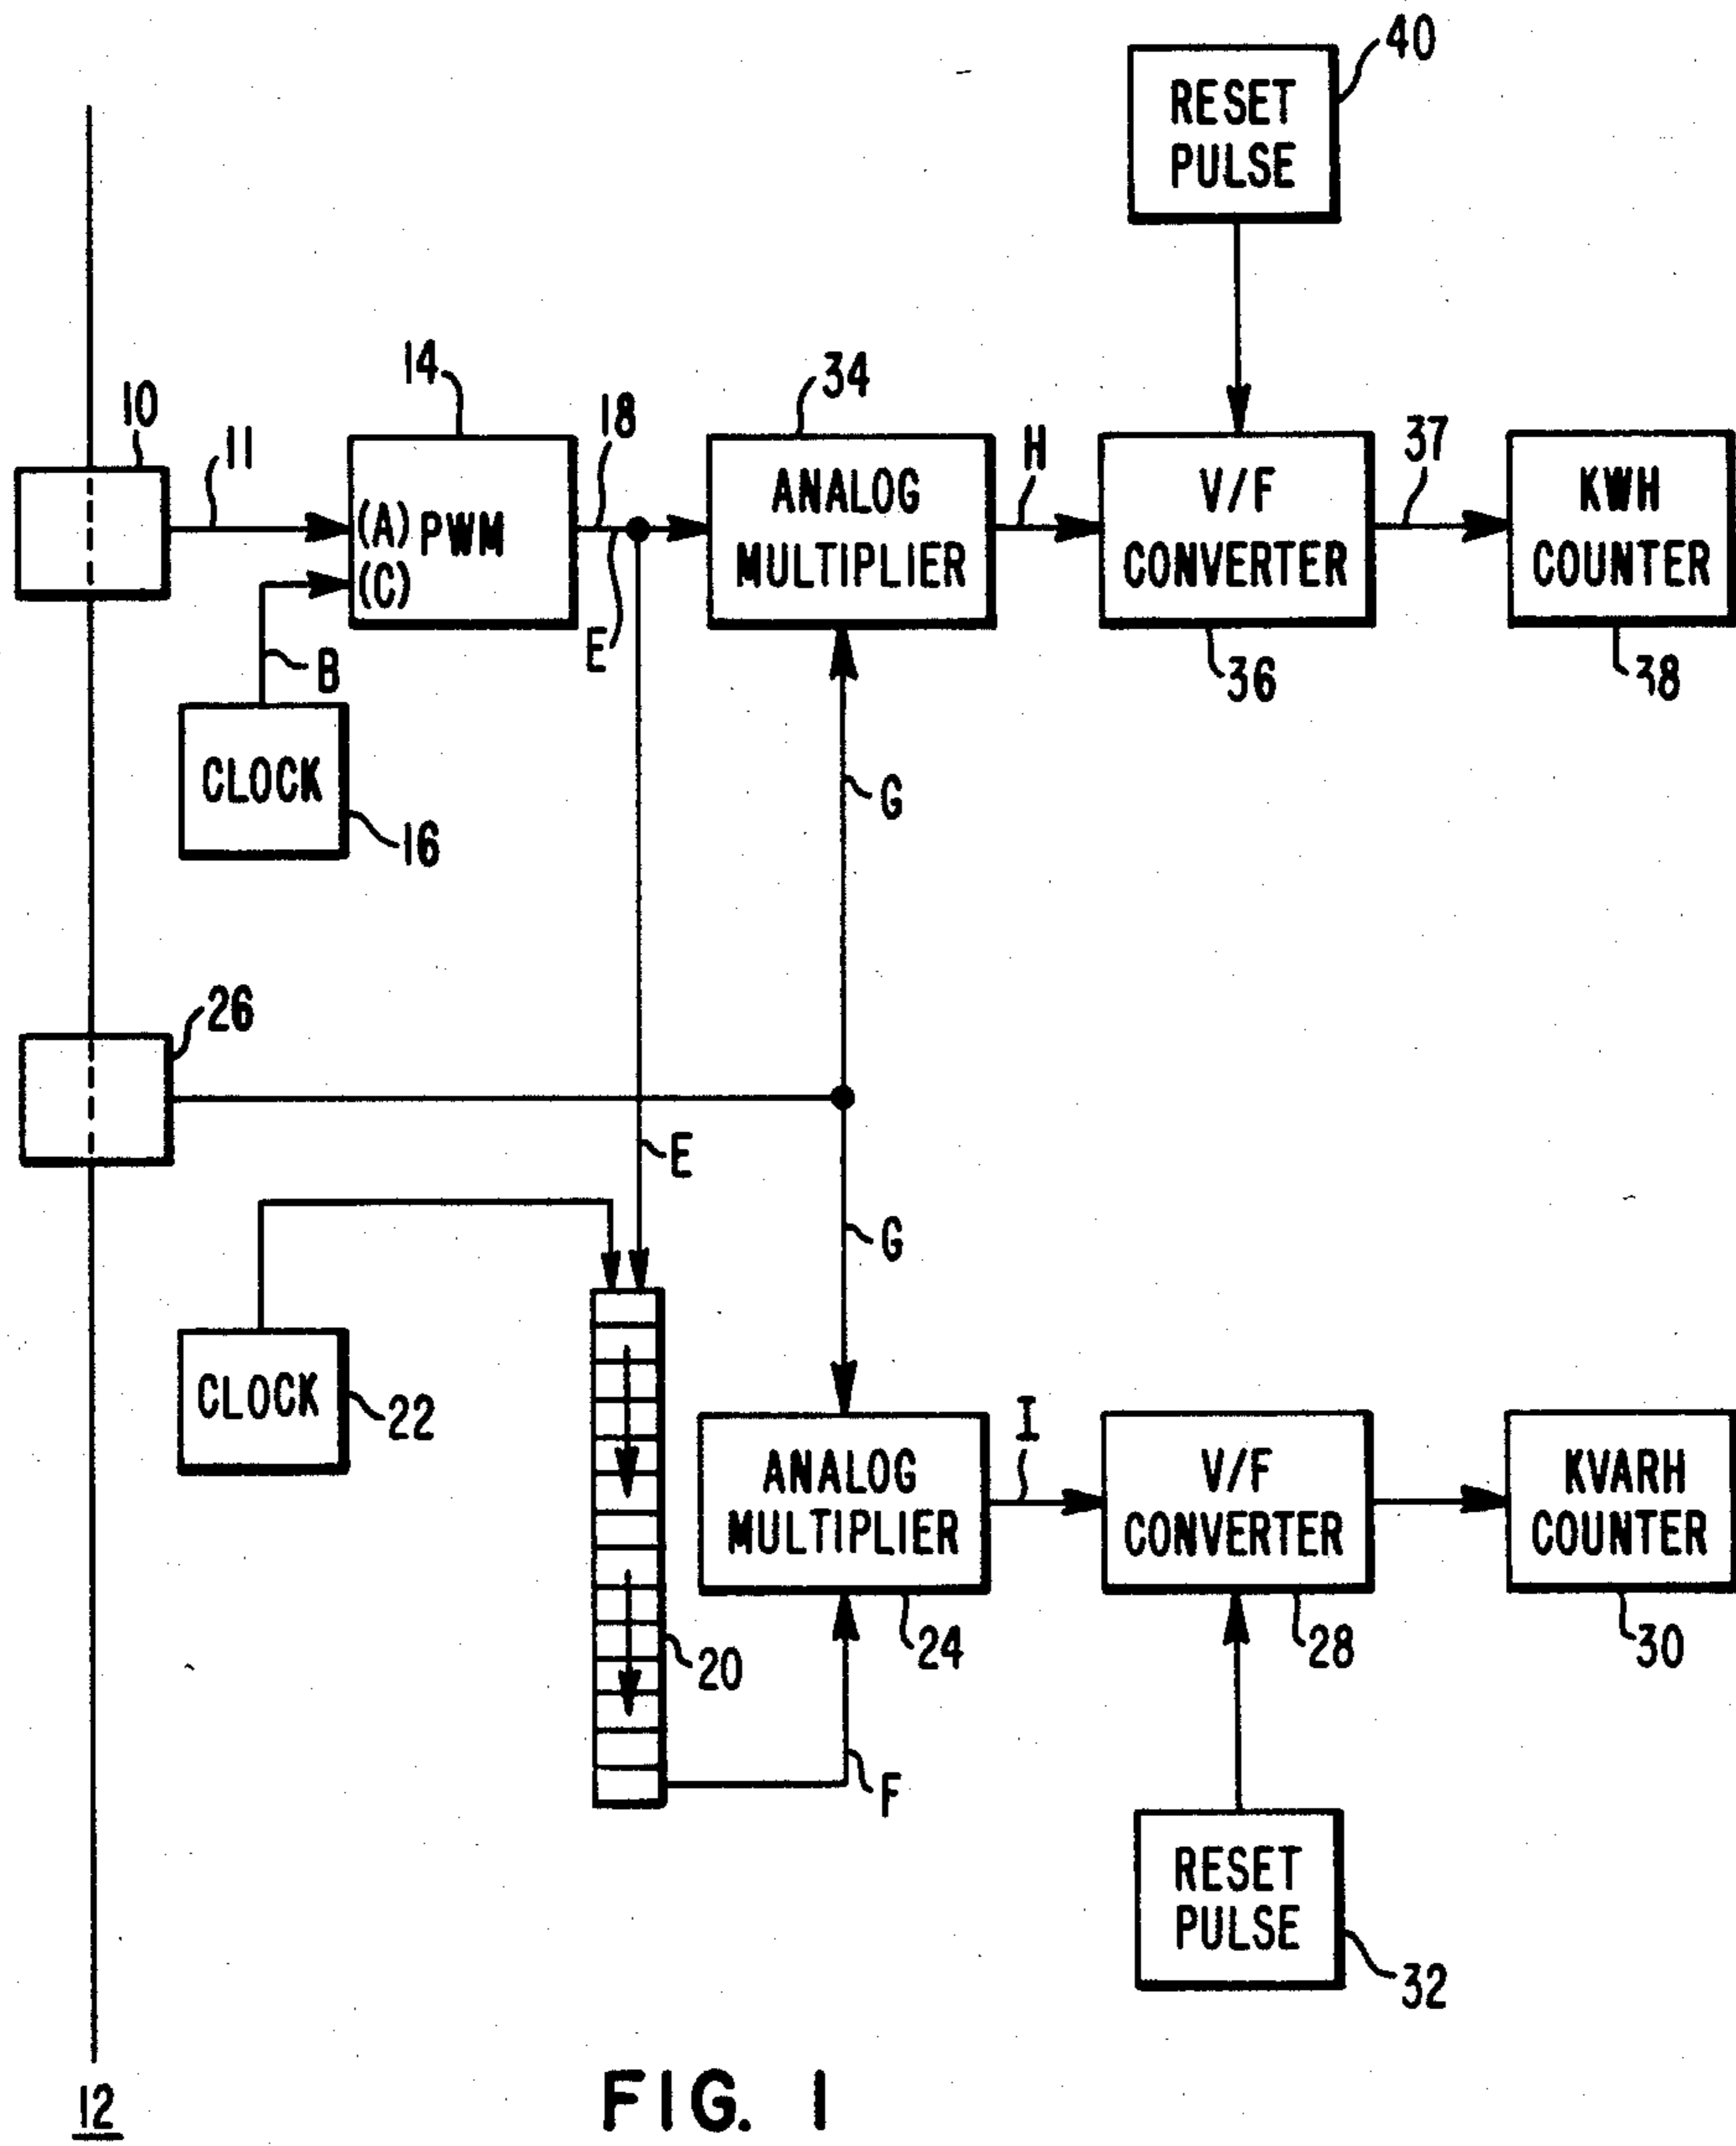 40
RESET
PULSE
10
11
14
(A) PWM
(C)
18
E
34
ANALOG
MULTIPLIER
H
V/F
CONVERTER
36
37
KWH
COUNTER
38
B
CLOCK
16
G
26
E
G
CLOCK
22
20
ANALOG
MULTIPLIER
24
I
V/F
CONVERTER
28
KVARH
COUNTER
30
F
RESET
PULSE
32
12
FIG. 1